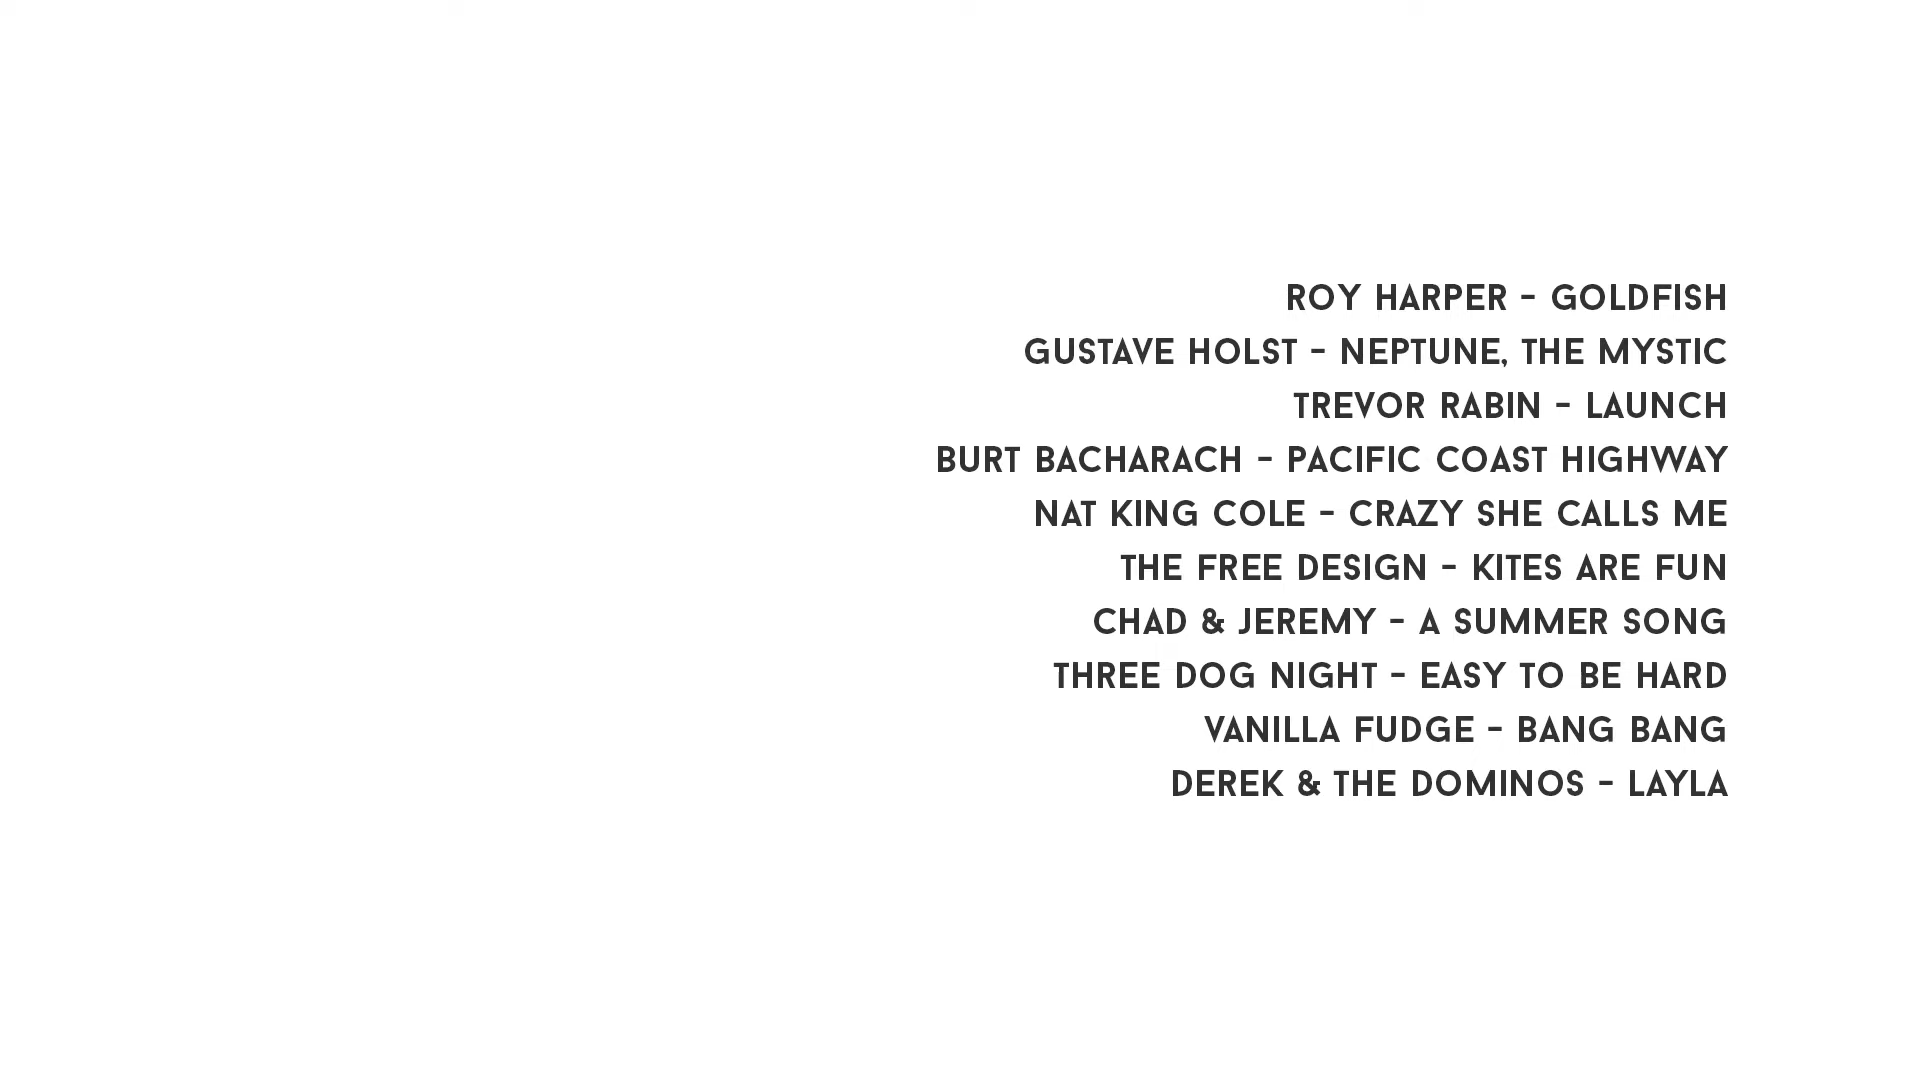 ROY HARPER - GOLDFISH
GUSTAVE HOLST - NEPTUNE, THE MYSTIC
TREVOR RABIN - LAUNCH
BURT BACHARACH - PACIFIC COAST HIGHWAY
NAT KING COLE - CRAZY SHE CALLS ME
THE FREE DESIGN - KITES ARE FUN
CHAD & JEREMY - A SUMMER SONG
THREE DOG NIGHT - EASY TO BE HARD
VANILLA FUDGE - BANG BANG
DEREK & THE DOMINOS - LAYLA